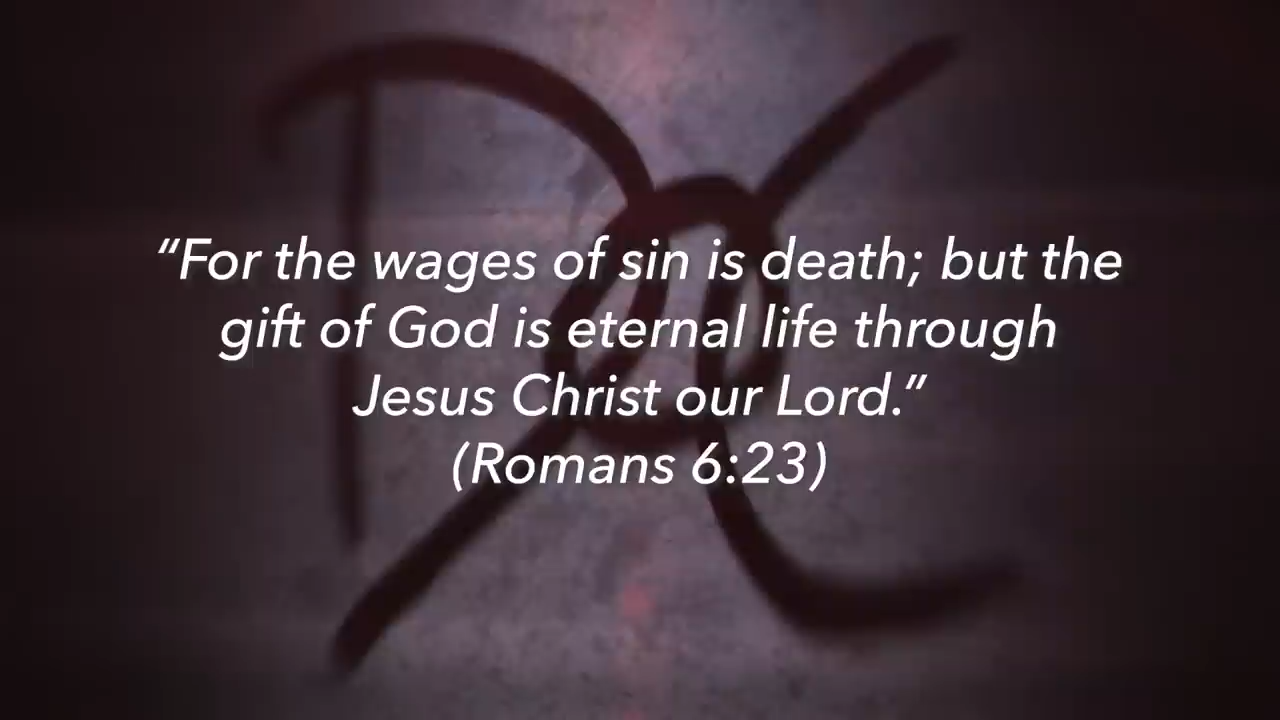 “For the wages of sin is death; but the
gift of God is eternal life through
Jesus Christ our Lord.”
(Romans 6:23)